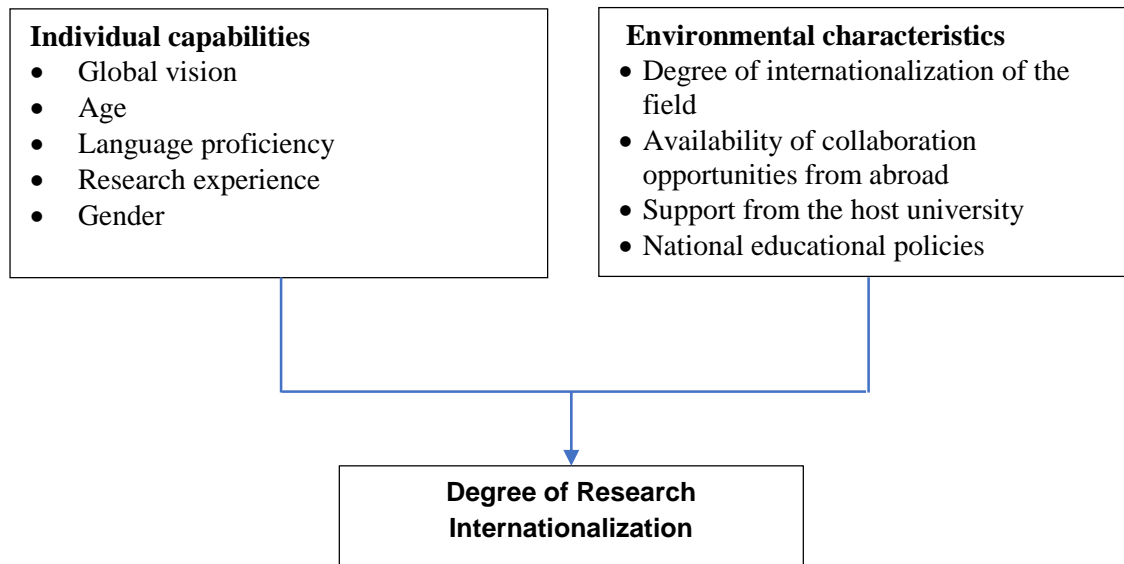 Individual capabilities
• Global vision
• Age
• Language proficiency
• Research experience
• Gender
Environmental characteristics
• Degree of internationalization of the
field
• Availability of collaboration
opportunities from abroad
• Support from the host university
• National educational policies
Degree of Research
Internationalization